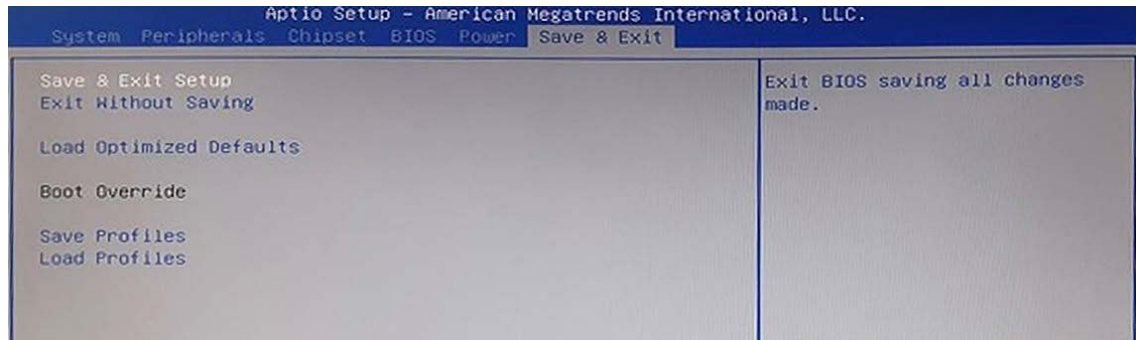 Aptio Setup - American Megatrends International, LLC.
System Peripherals Chipset BIOS Power Save & Exit
Save & Exit Setup
Exit Without Saving
Load Optimized Defaults
Boot Override
Save Profiles
Load Profiles
Exit BIOS saving all changes
made.